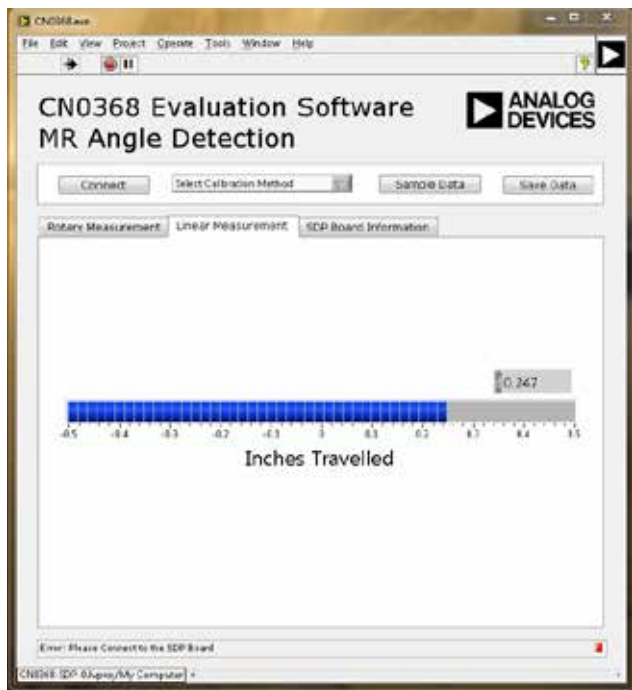 CN0368.exe
File Edit View Project Operate Tools Window Help
CN0368 Evaluation Software
MR Angle Detection
ANALOG
DEVICES
Connect Select Calibration Method Sample Data Save Data
Rotary Measurement Linear Measurement SDP Board Information
0.247
-0.5 -0.4 -0.3 -0.2 -0.1 0 0.1 0.2 0.3 0.4 0.5
Inches Travelled
Error: Please Connect to the SDP Board
My Computer